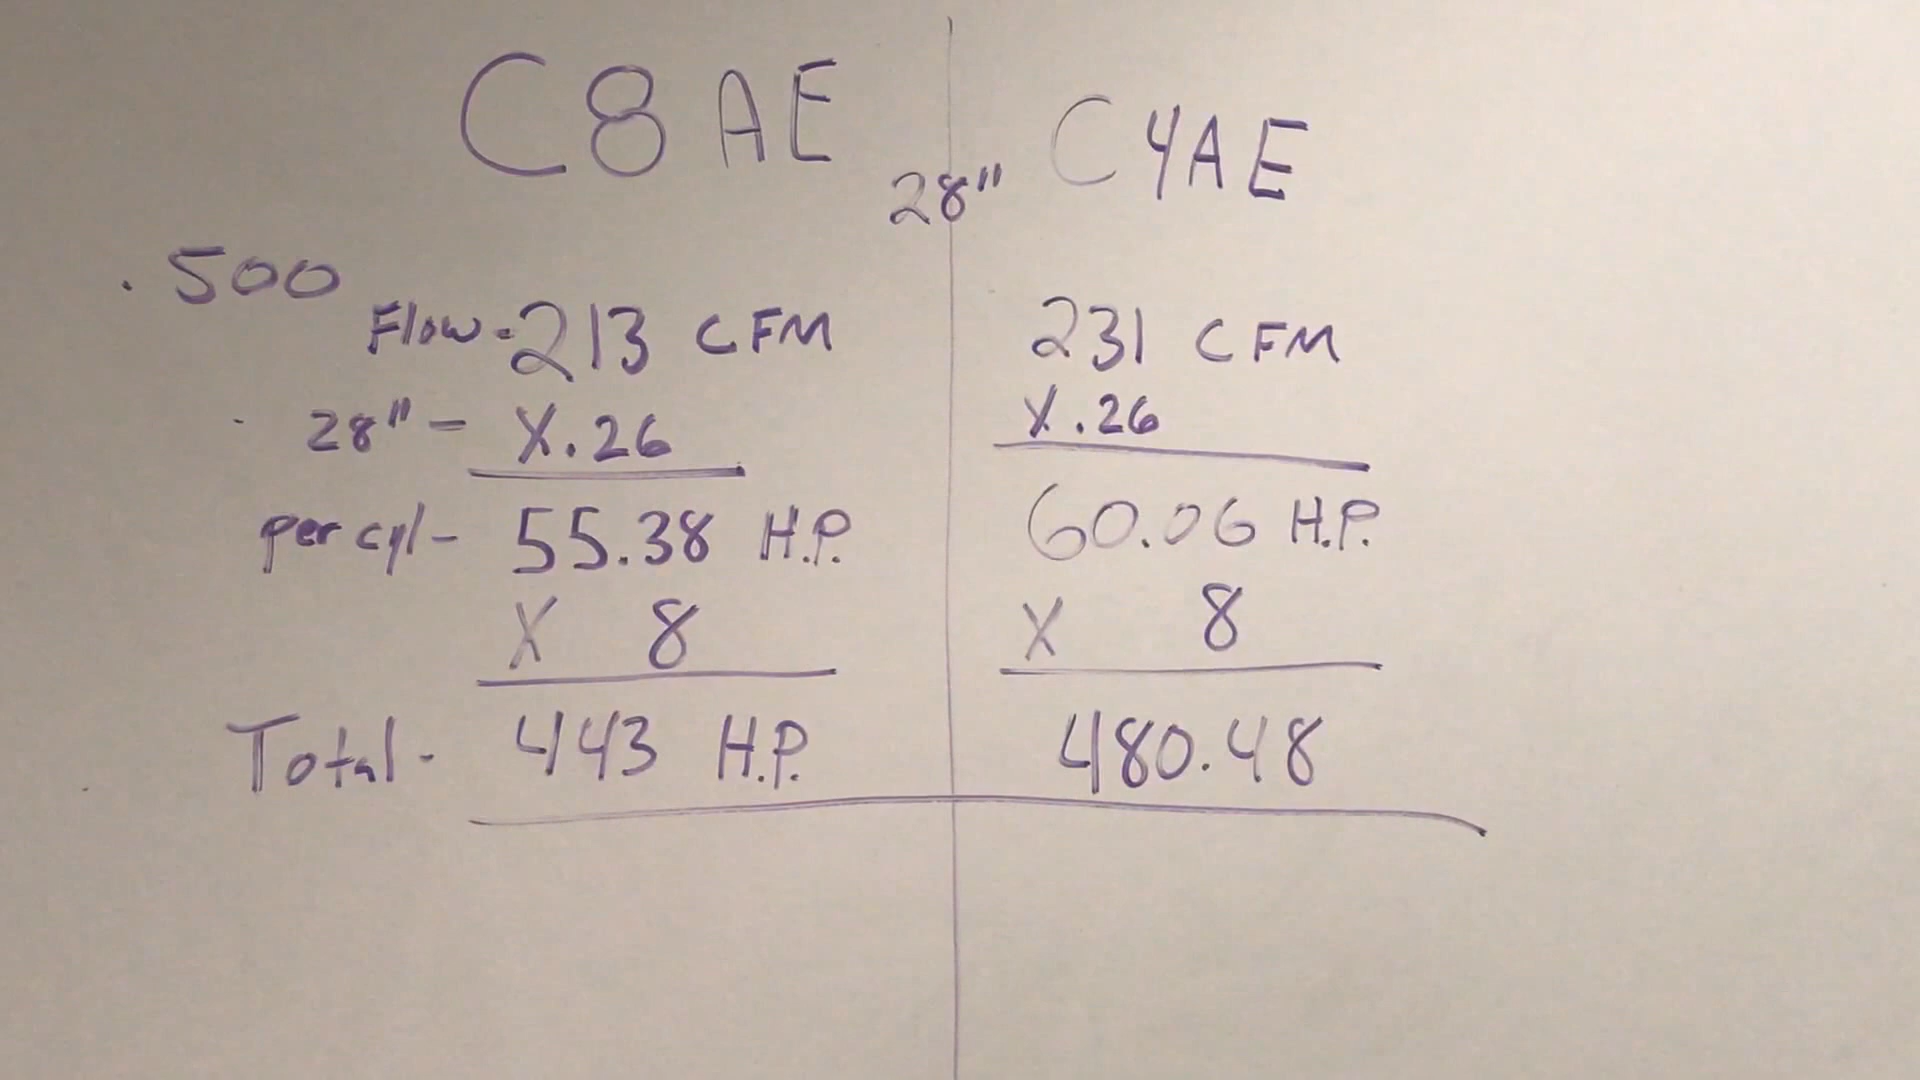 C8AE 28" C4AE
.500
Flow - 213 CFM 231 CFM
28" - X .26 X .26
per cyl - 55.38 H.P. 60.06 H.P.
X 8 X 8
Total - 443 H.P. 480.48